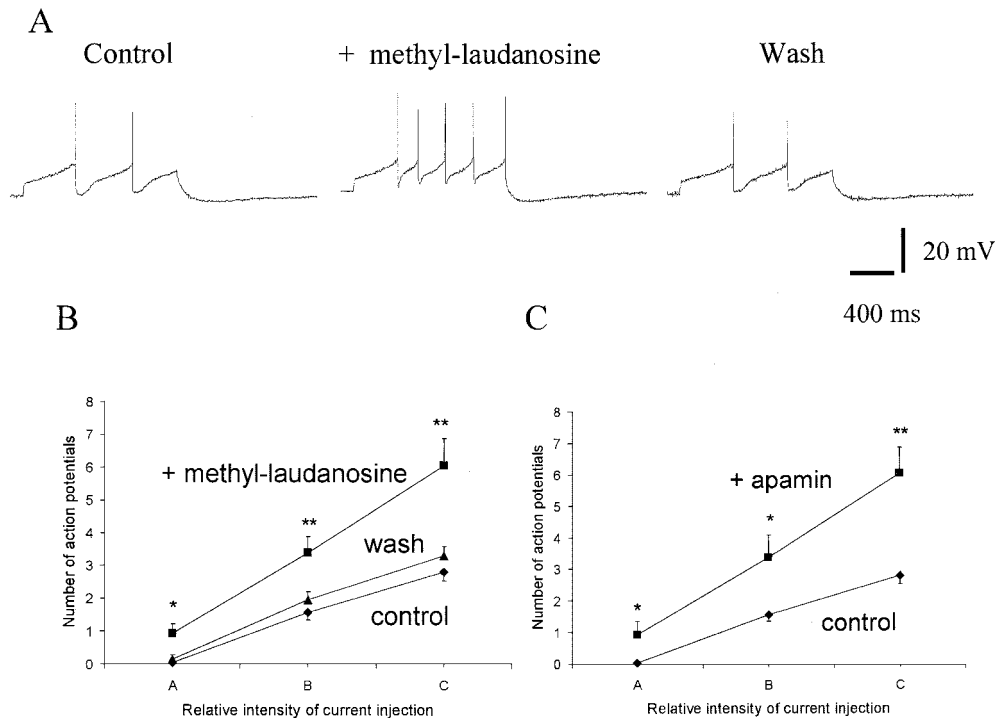 A
Control
+ methyl-laudanosine
Wash
20 mV
400 ms
B
Number of action potentials
8
7
6
5
4
3
2
1
0
*
**
**
+ methyl-laudanosine
wash
control
A
B
C
Relative intensity of current injection
C
Number of action potentials
8
7
6
5
4
3
2
1
0
*
*
**
+ apamin
control
A
B
C
Relative intensity of current injection